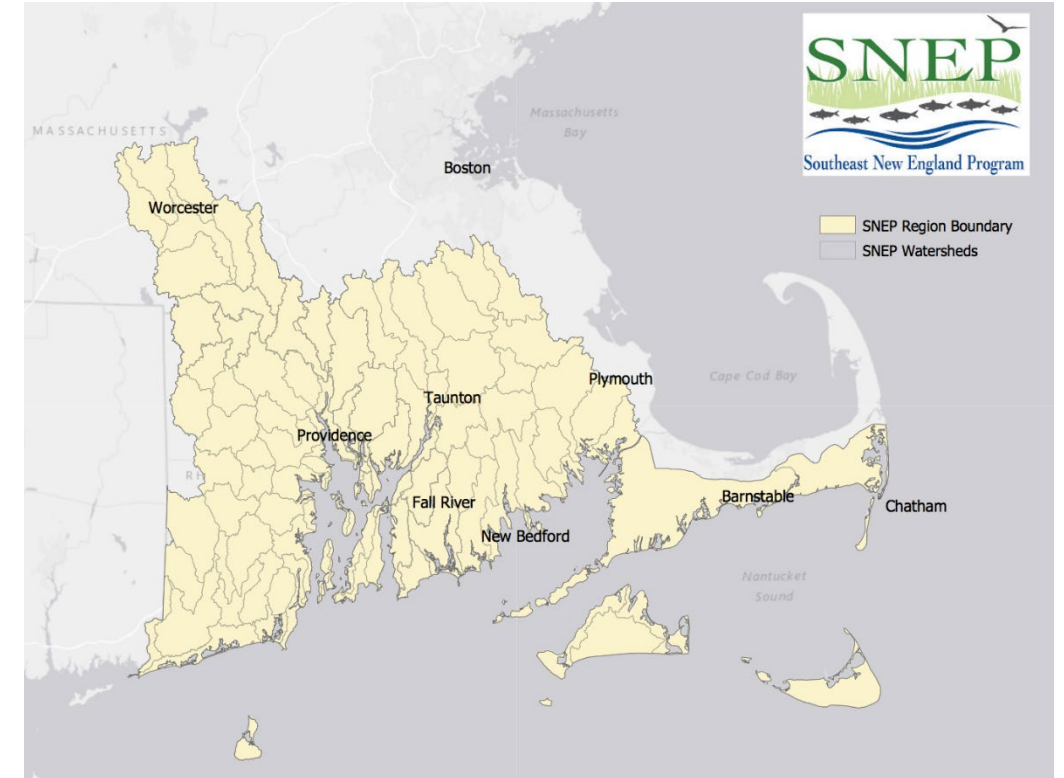 SNEP
Southeast New England Program
SNEP Region Boundary
SNEP Watersheds
MASSACHUSETTS
Massachusetts
Bay
Boston
Worcester
Plymouth
Cape Cod Bay
Taunton
Providence
RH
Fall River
Barnstable
Chatham
New Bedford
Nantucket
Sound